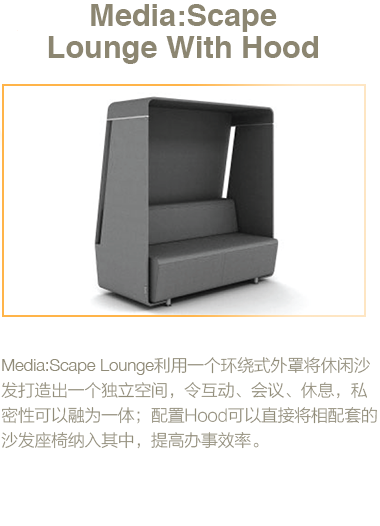 Media:Scape
Lounge With Hood
Media:Scape Lounge利用一个环绕式外罩将休闲沙
发打造出一个独立空间，令互动、会议、休息，私
密性可以融为一体；配置Hood可以直接将相配套的
沙发座椅纳入其中，提高办事效率。